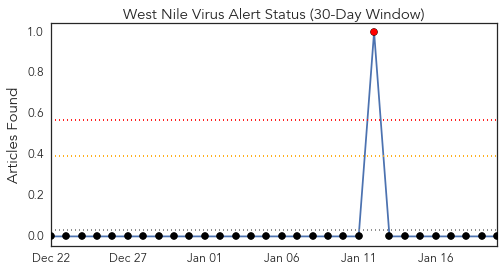 West Nile Virus Alert Status (30-Day Window)
Articles Found
1.0
0.8
0.6
0.4
0.2
0.0
Dec 22 Dec 27 Jan 01 Jan 06 Jan 11 Jan 16